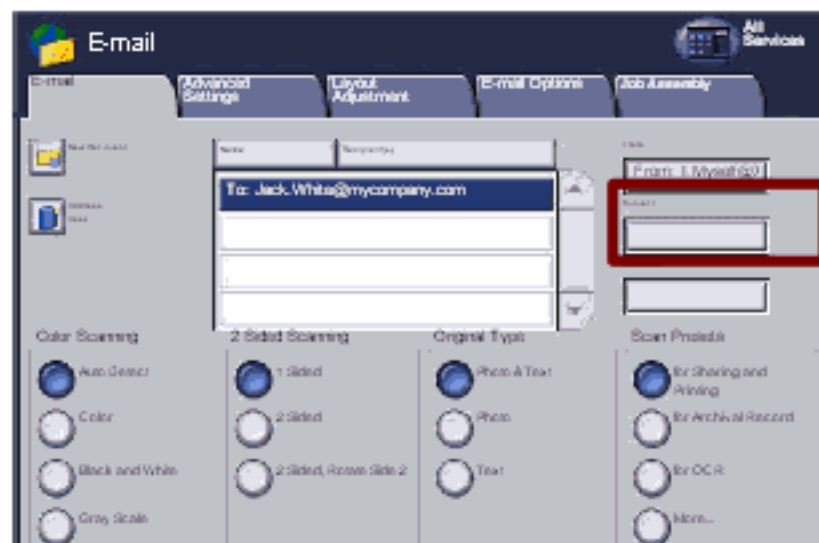 E-mail
All
Services
E-mail
Advanced
Settings
Layout
Adjustment
E-mail Options
Job Assembly
To: Jack.White@mycompany.com
Color Scanning
2 Sided Scanning
Original Type
Scan Presets
Auto Detect
1 Sided
Photo & Text
for Sharing and
Printing
Color
2 Sided
Photo
for Archival Record
Black and White
2 Sided, Rotate Side 2
Text
for OCR
Gray Scale
More...